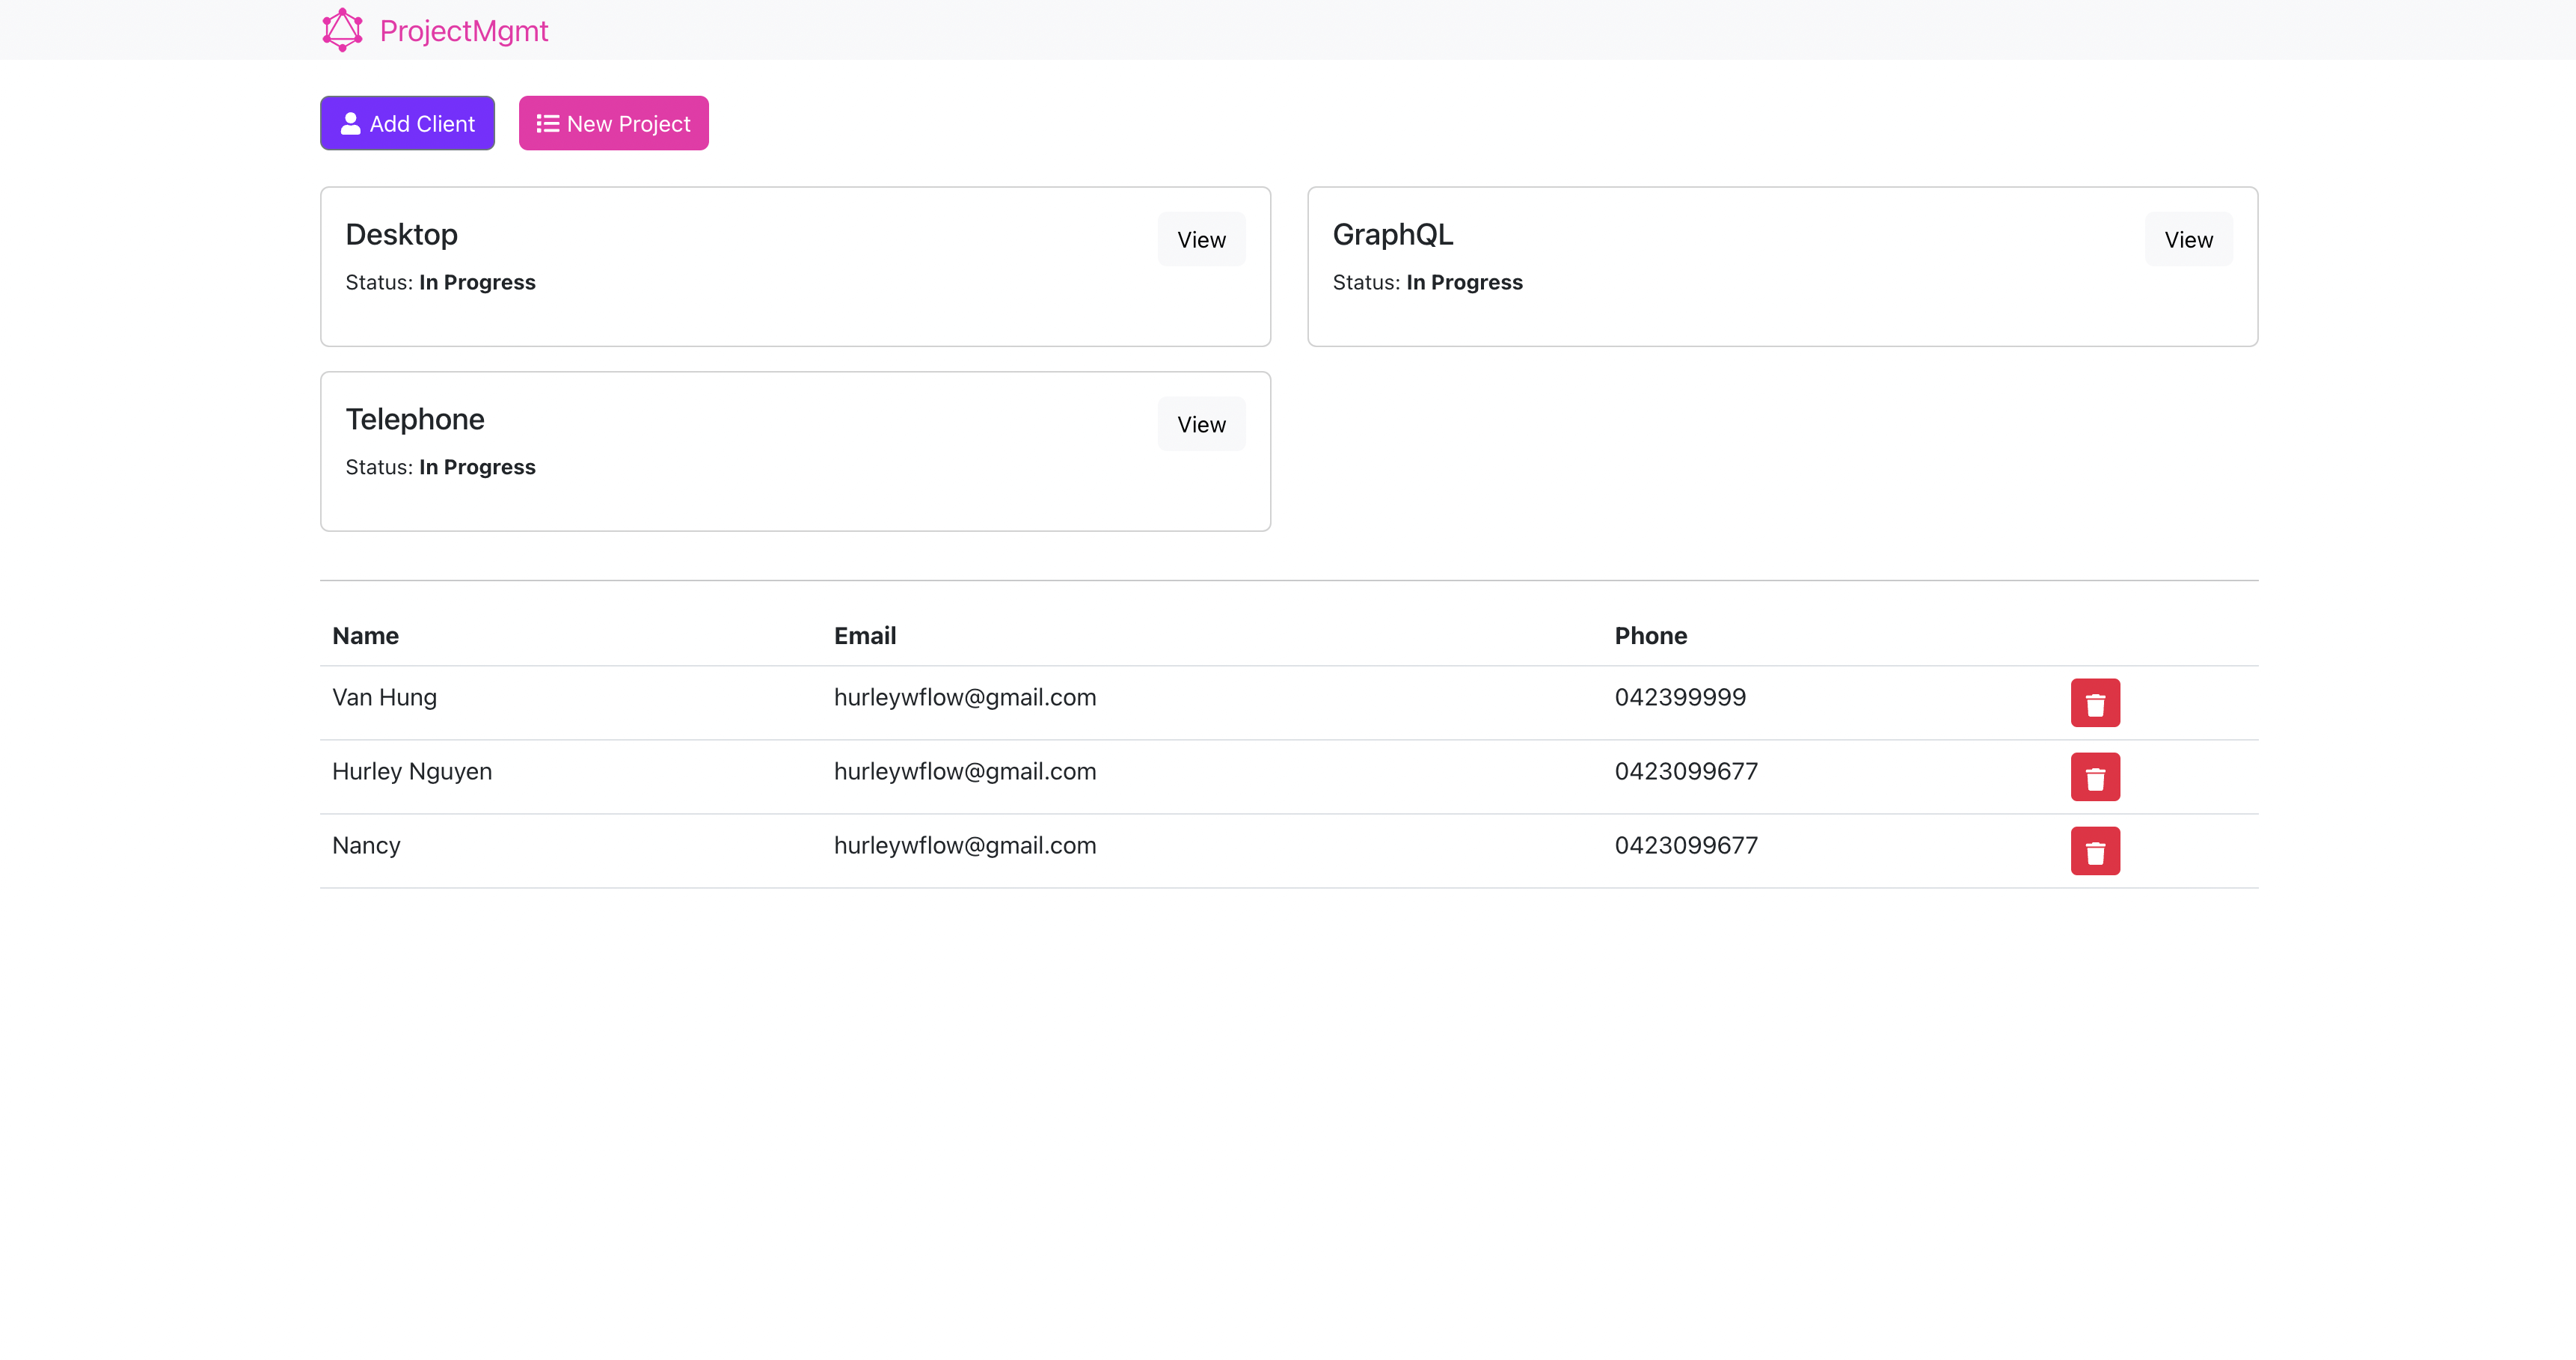 ProjectMgmt
Add Client New Project
Desktop View
Status: In Progress
GraphQL View
Status: In Progress
Telephone View
Status: In Progress
Name Email Phone
Van Hung hurleywflow@gmail.com 042399999
Hurley Nguyen hurleywflow@gmail.com 0423099677
Nancy hurleywflow@gmail.com 0423099677